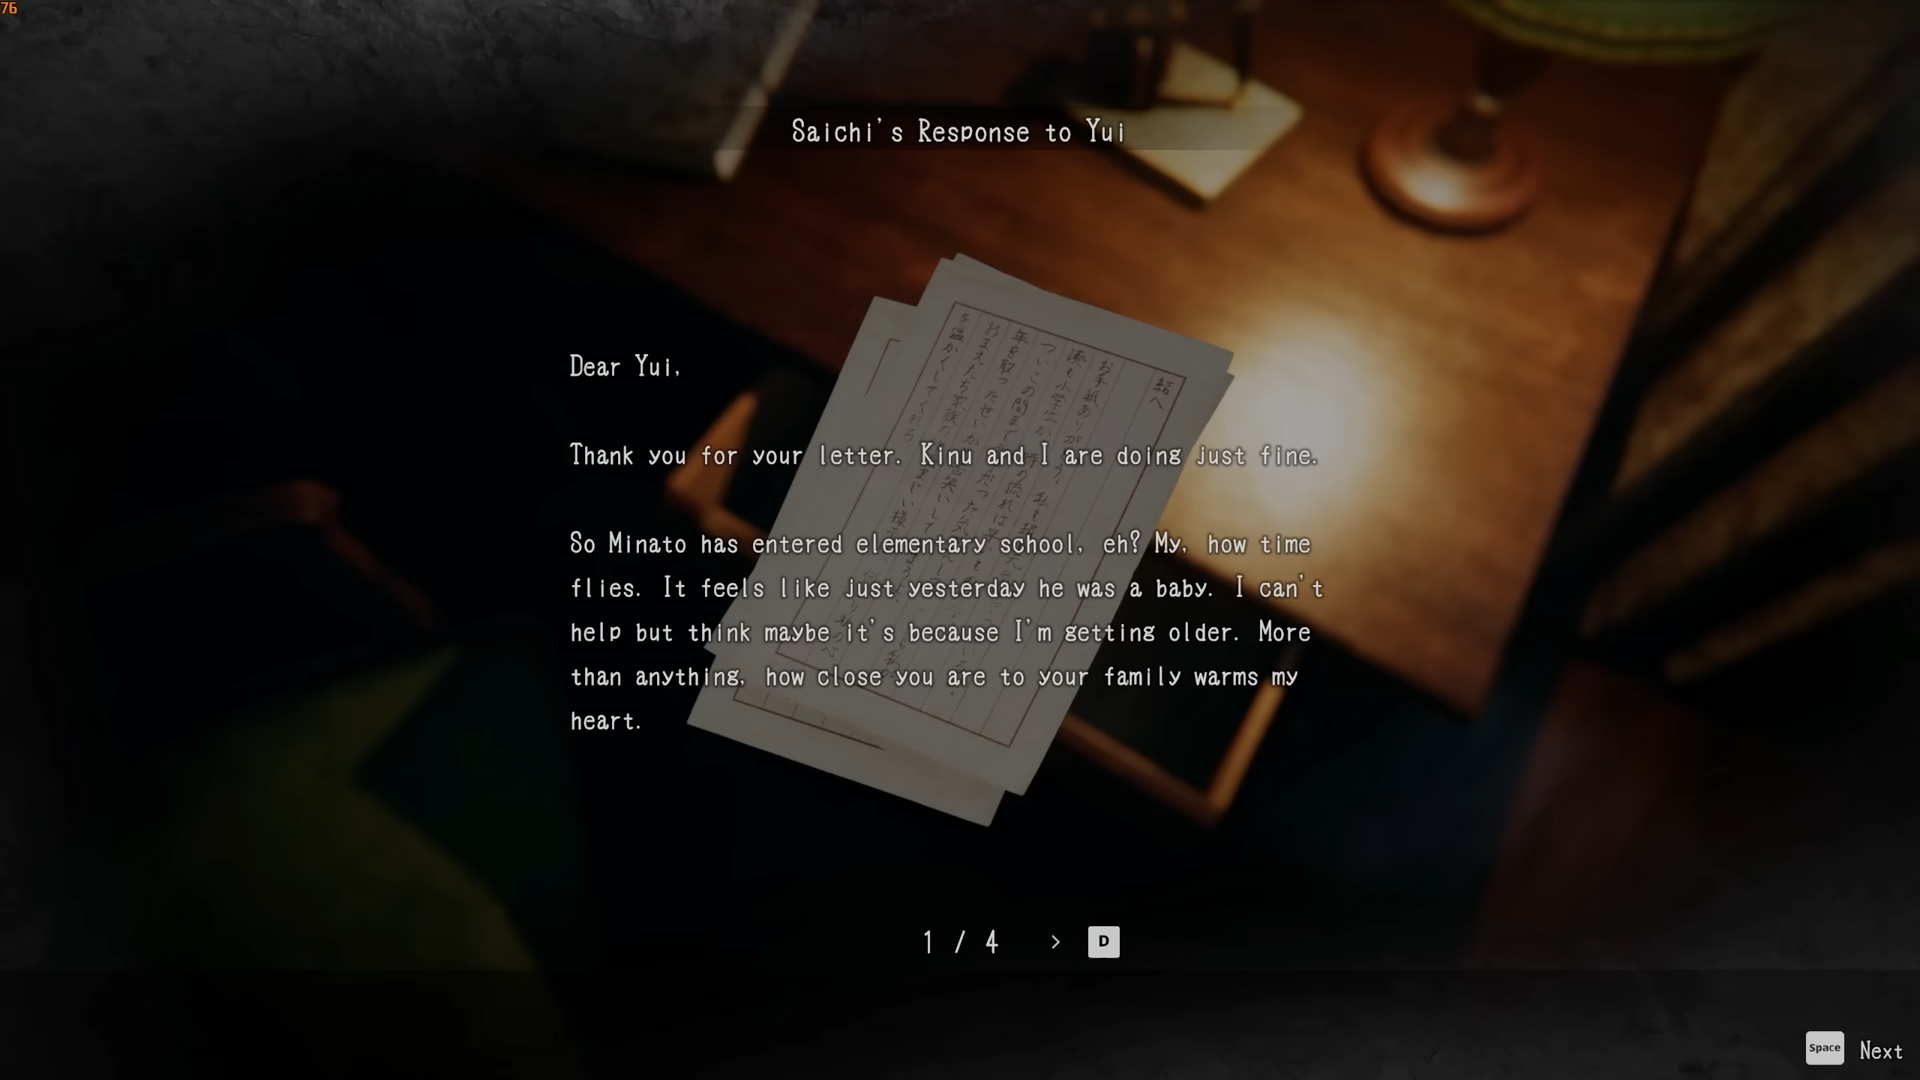 76
Saichi's Response to Yui
Dear Yui,
Thank you for your letter. Kinu and I are doing just fine.
So Minato has entered elementary school, eh? My, how time
flies. It feels like just yesterday he was a baby. I can't
help but think maybe it's because I'm getting older. More
than anything, how close you are to your family warms my
heart.
結へ
1 / 4 > D
Space Next